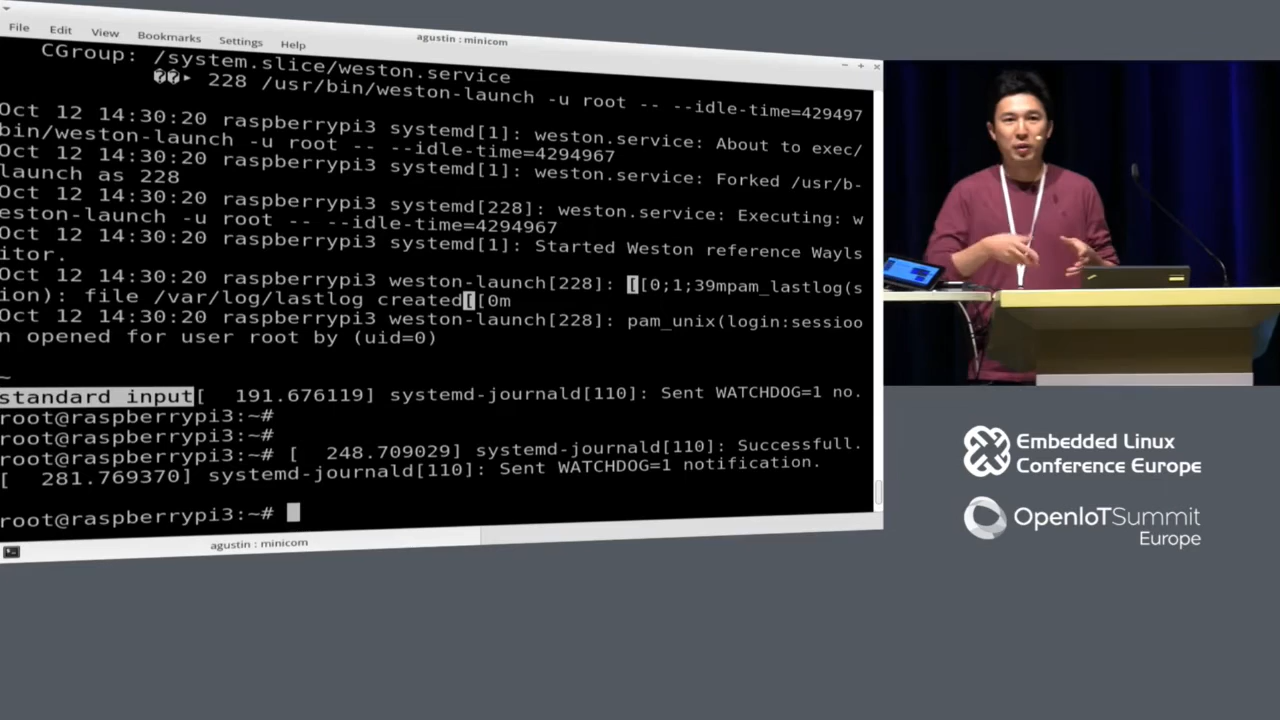 File Edit View Bookmarks Settings Help
agustin : minicom
CGroup: /system.slice/weston.service
228 /usr/bin/weston-launch -u root -- --idle-time=429497
Oct 12 14:30:20 raspberrypi3 systemd[1]: weston.service: About to exec/
bin/weston-launch -u root -- --idle-time=4294967
Oct 12 14:30:20 raspberrypi3 systemd[1]: weston.service: Forked /usr/b-
launch as 228
Oct 12 14:30:20 raspberrypi3 systemd[228]: weston.service: Executing: w
eston-launch -u root -- --idle-time=4294967
Oct 12 14:30:20 raspberrypi3 systemd[1]: Started Weston reference Wayls
itor.
Oct 12 14:30:20 raspberrypi3 weston-launch[228]: [[0;1;39mpam_lastlog(s
ion): file /var/log/lastlog created[[0m
Oct 12 14:30:20 raspberrypi3 weston-launch[228]: pam_unix(login:sessioo
n opened for user root by (uid=0)
~
standard input[ 191.676119] systemd-journald[110]: Sent WATCHDOG=1 no.
root@raspberrypi3:~#
root@raspberrypi3:~#
root@raspberrypi3:~# [ 248.709029] systemd-journald[110]: Successfull.
[ 281.769370] systemd-journald[110]: Sent WATCHDOG=1 notification.
root@raspberrypi3:~#
agustin : minicom
Embedded Linux
Conference Europe
OpenIoTSummit
Europe